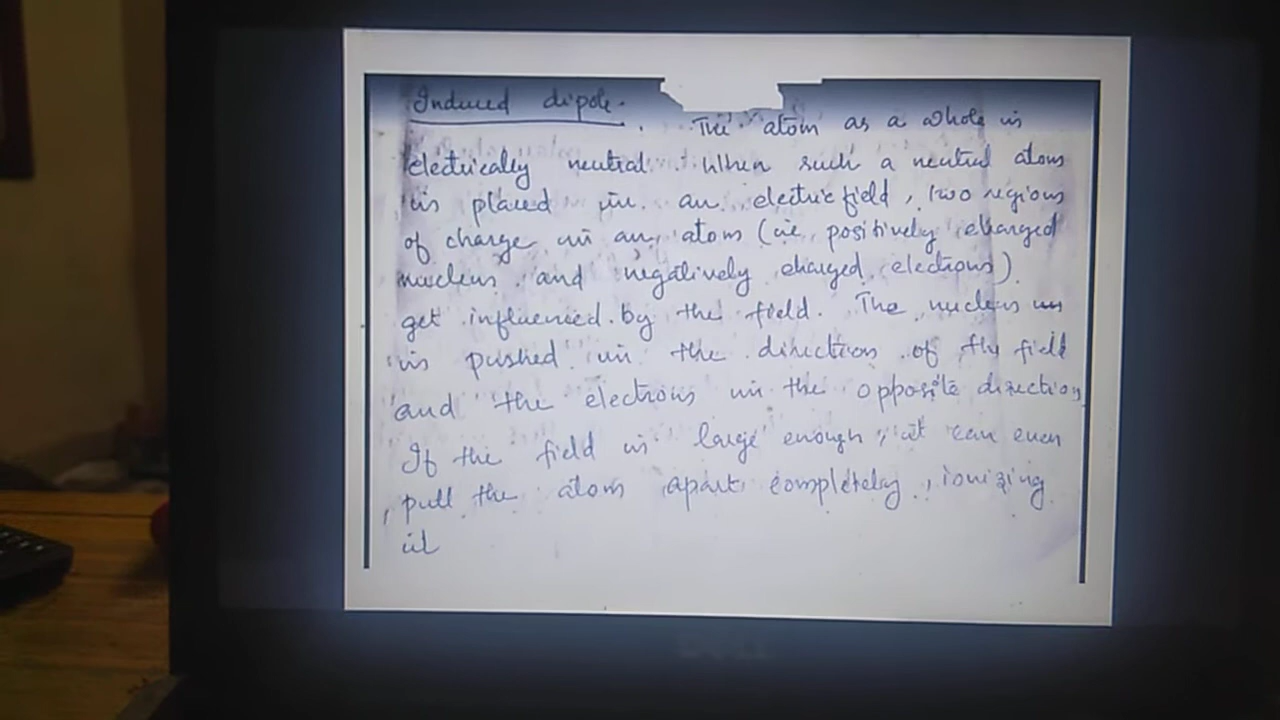 Induced dipole.
The atom as a whole is
electrically neutral. When such a neutral atom
is placed in an electric field, two regions
of charge in an atom (ie positively charged
nucleus and negatively charged electrons)
get influenced by the field. The nucleus
is pushed in the direction of the field
and the electrons in the opposite direction
If the field is large enough, it can even
pull the atom apart completely, ionizing
it
DELL